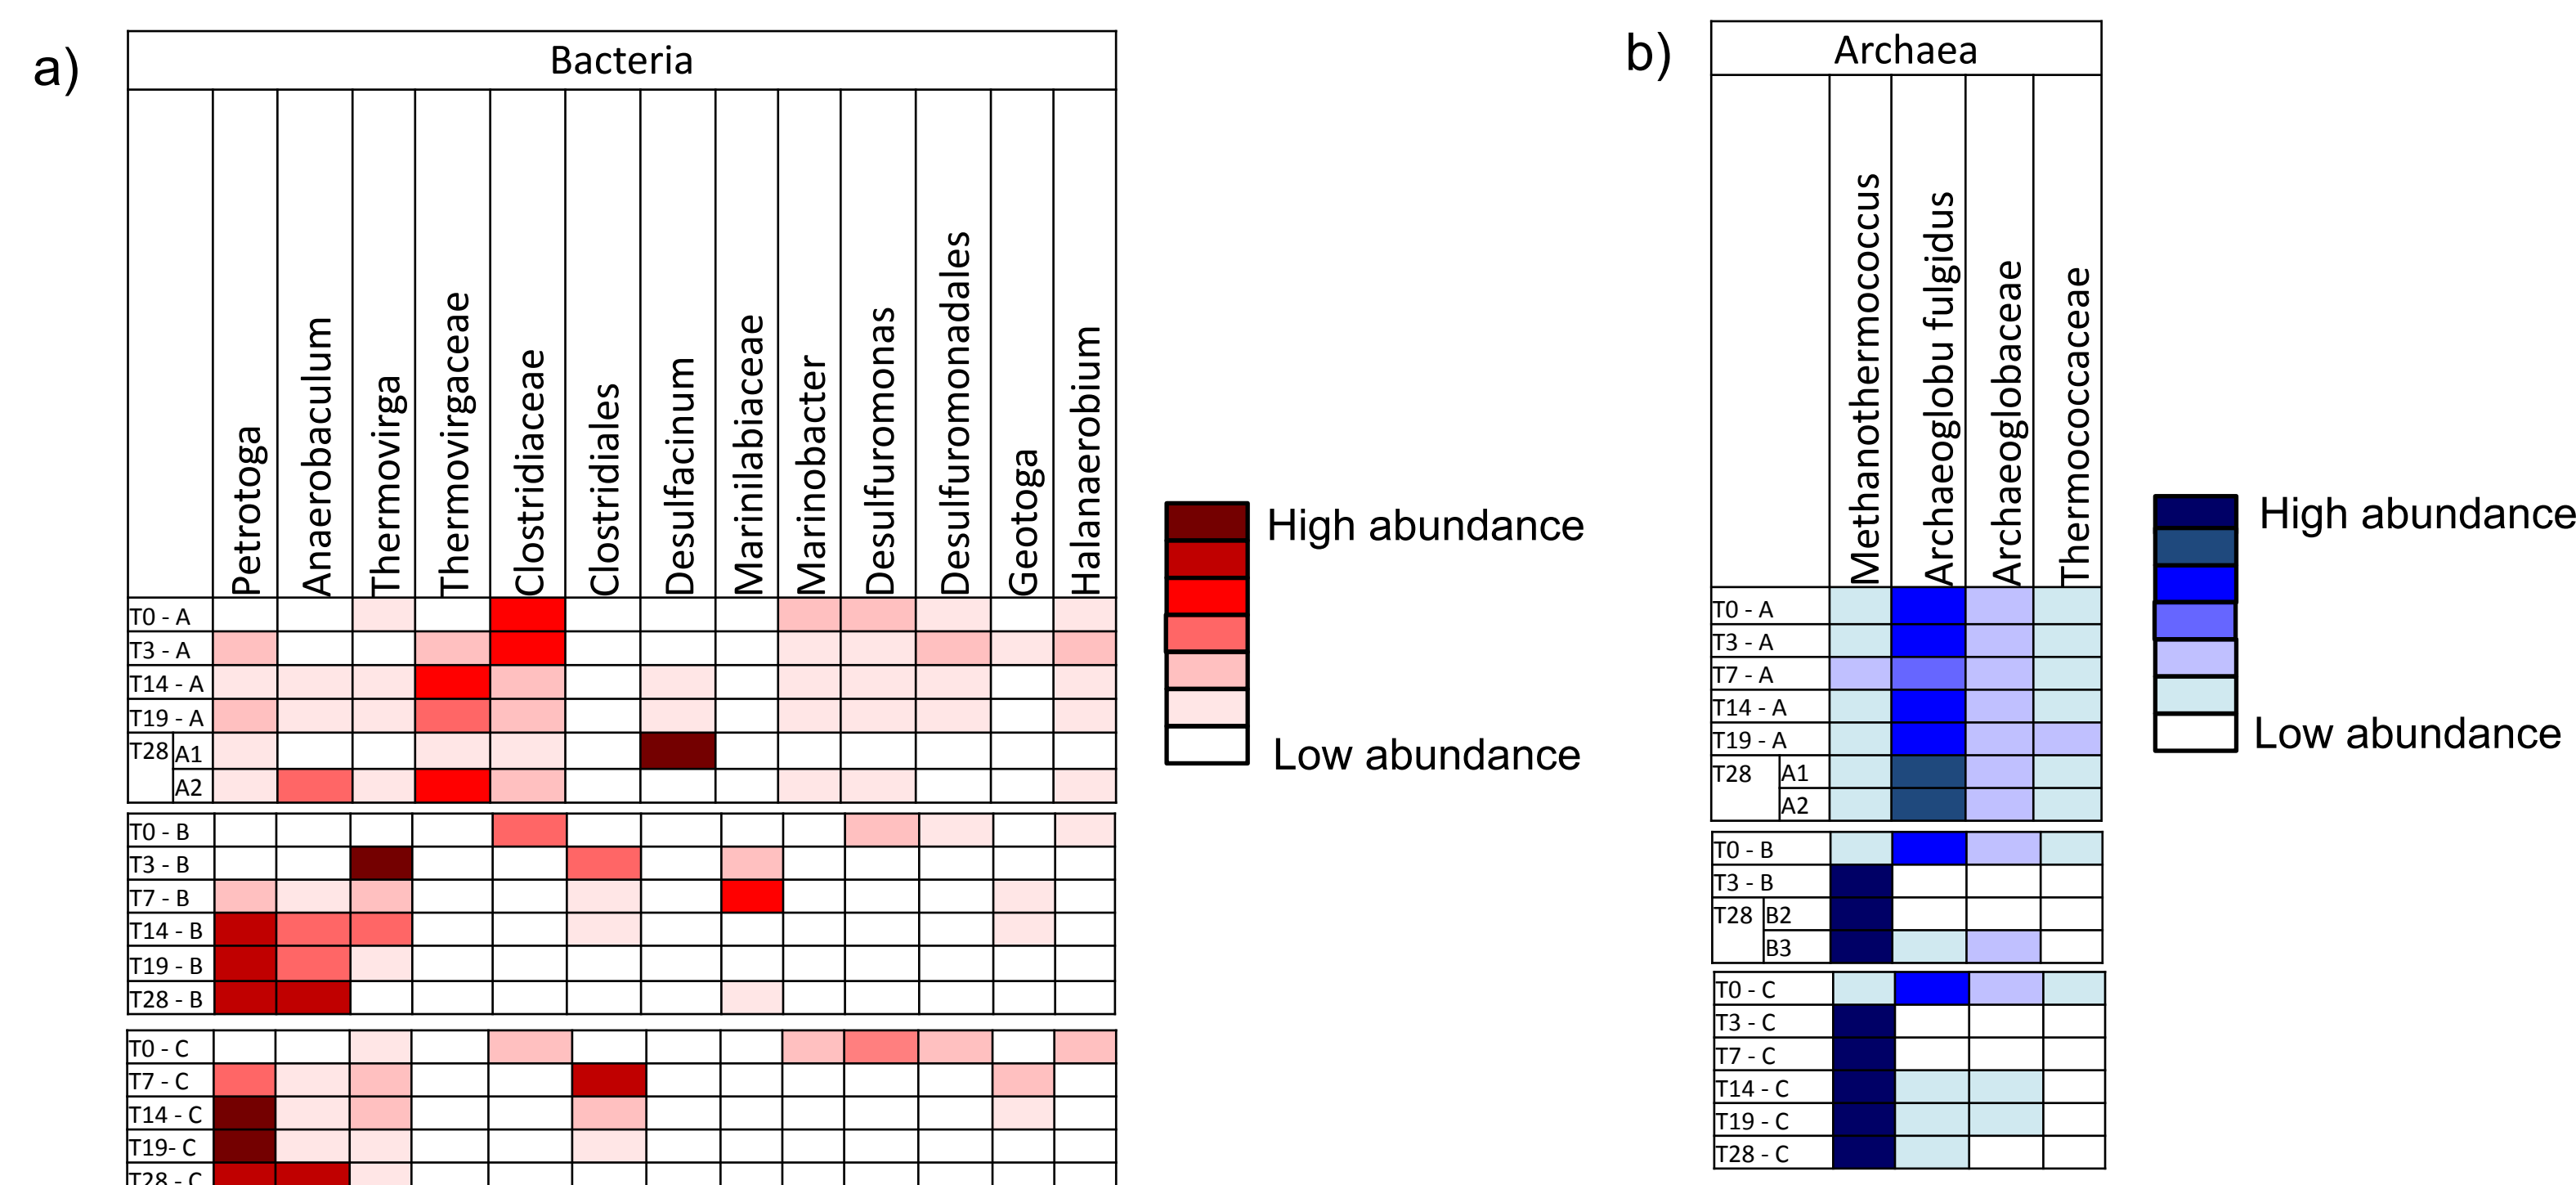 a)
Bacteria
Petrotoga
Anaerobaculum
Thermovirga
Thermovirgaceae
Clostridiaceae
Clostridiales
Desulfacinum
Marinilabiaceae
Marinobacter
Desulfuromonas
Desulfuromonadales
Geotoga
Halanaerobium
T0 - A
T3 - A
T14 - A
T19 - A
T28 A1
A2
T0 - B
T3 - B
T7 - B
T14 - B
T19 - B
T28 - B
T0 - C
T7 - C
T14 - C
T19- C
T28 - C
High abundance
Low abundance
b)
Archaea
Methanothermococcus
Archaeoglobu fulgidus
Archaeoglobaceae
Thermococcaceae
T0 - A
T3 - A
T7 - A
T14 - A
T19 - A
T28 A1
A2
T0 - B
T3 - B
T28 B2
B3
T0 - C
T3 - C
T7 - C
T14 - C
T19 - C
T28 - C
High abundance
Low abundance